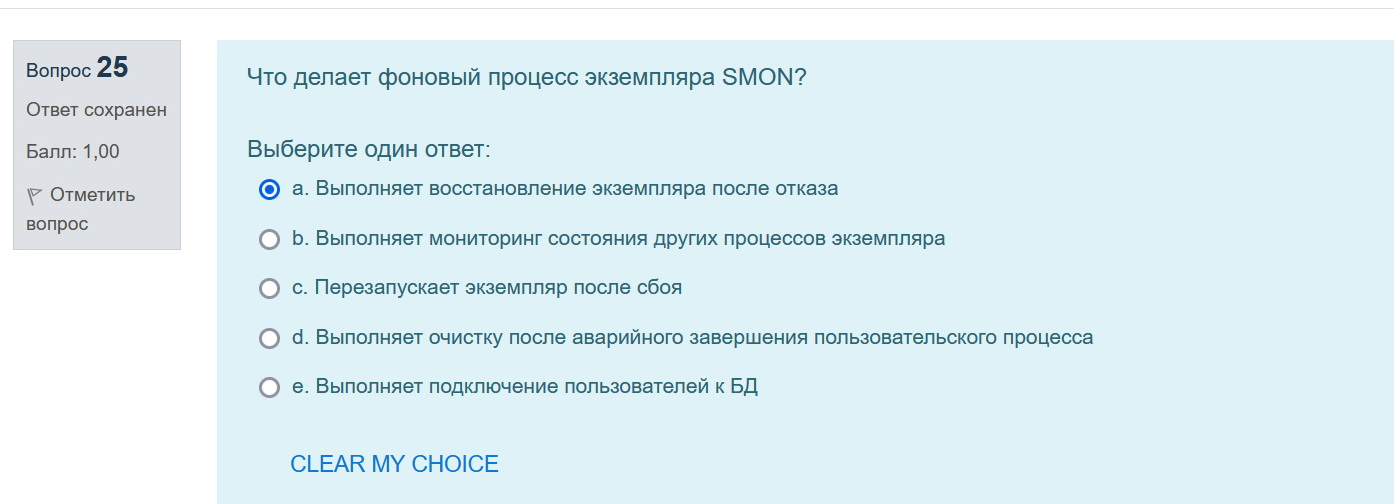 Вопрос 25
Ответ сохранен
Балл: 1,00
Отметить
вопрос
Что делает фоновый процесс экземпляра SMON?
Выберите один ответ:
a. Выполняет восстановление экземпляра после отказа
b. Выполняет мониторинг состояния других процессов экземпляра
c. Перезапускает экземпляр после сбоя
d. Выполняет очистку после аварийного завершения пользовательского процесса
e. Выполняет подключение пользователей к БД
CLEAR MY CHOICE